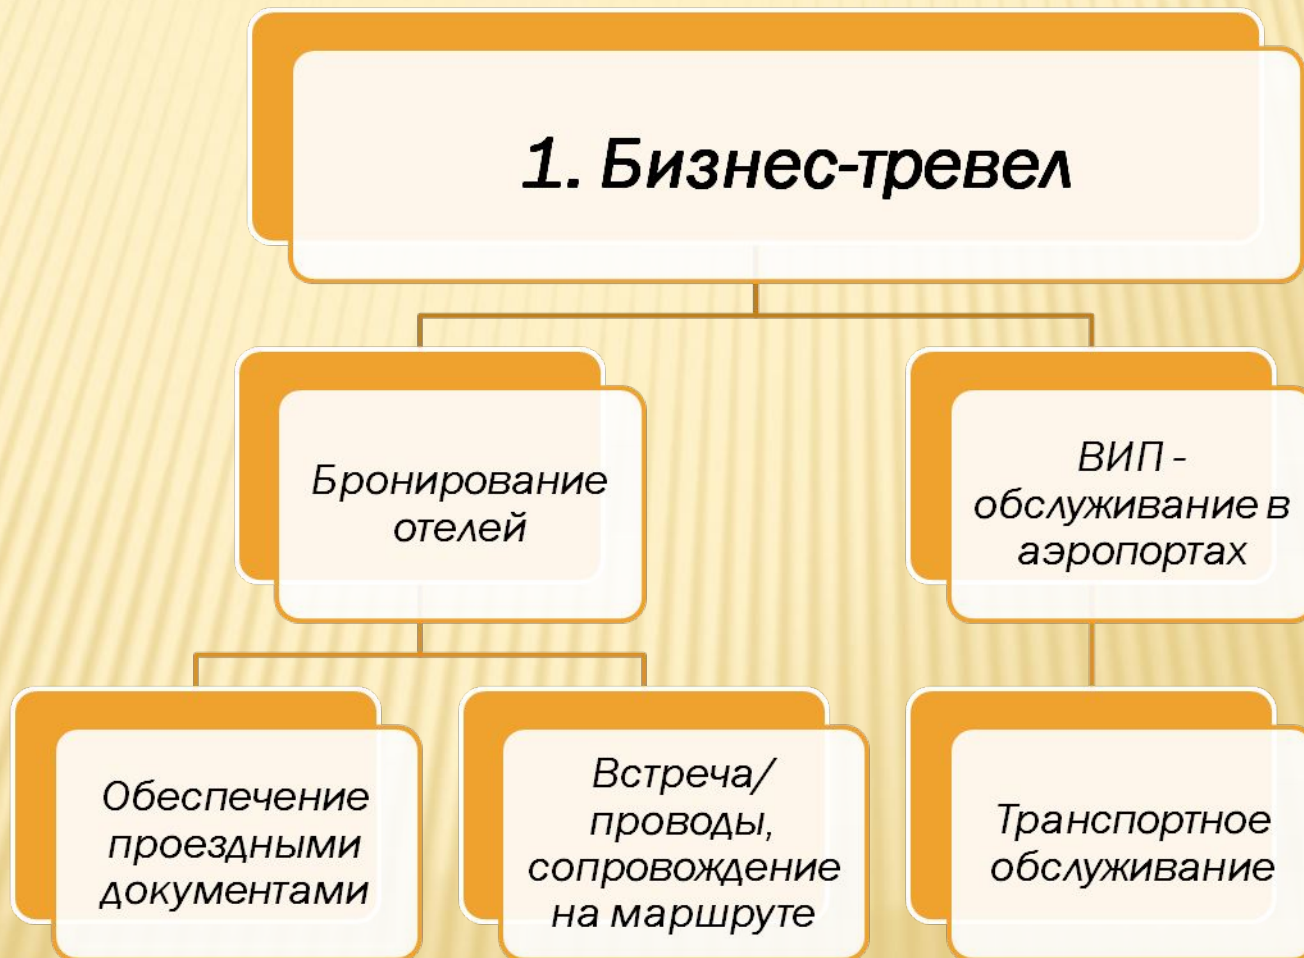 1. Бизнес-тревел
Бронирование
отелей
ВИП -
обслуживание в
аэропортах
Обеспечение
проездными
документами
Встреча/
проводы,
сопровождение
на маршруте
Транспортное
обслуживание